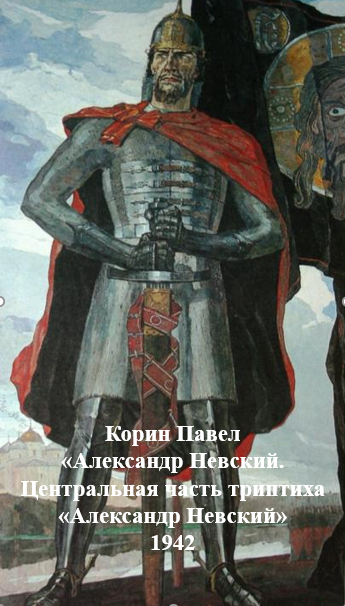 Корин Павел
«Александр Невский.
Центральная часть триптиха
«Александр Невский»
1942